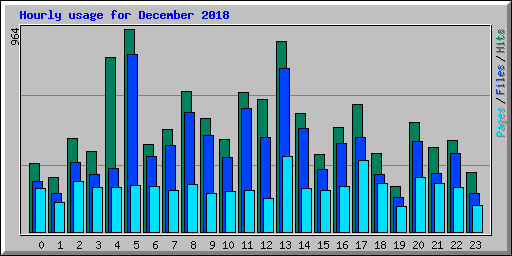 Hourly usage for December 2018
964
Pages/Files/Hits
0 1 2 3 4 5 6 7 8 9 10 11 12 13 14 15 16 17 18 19 20 21 22 23